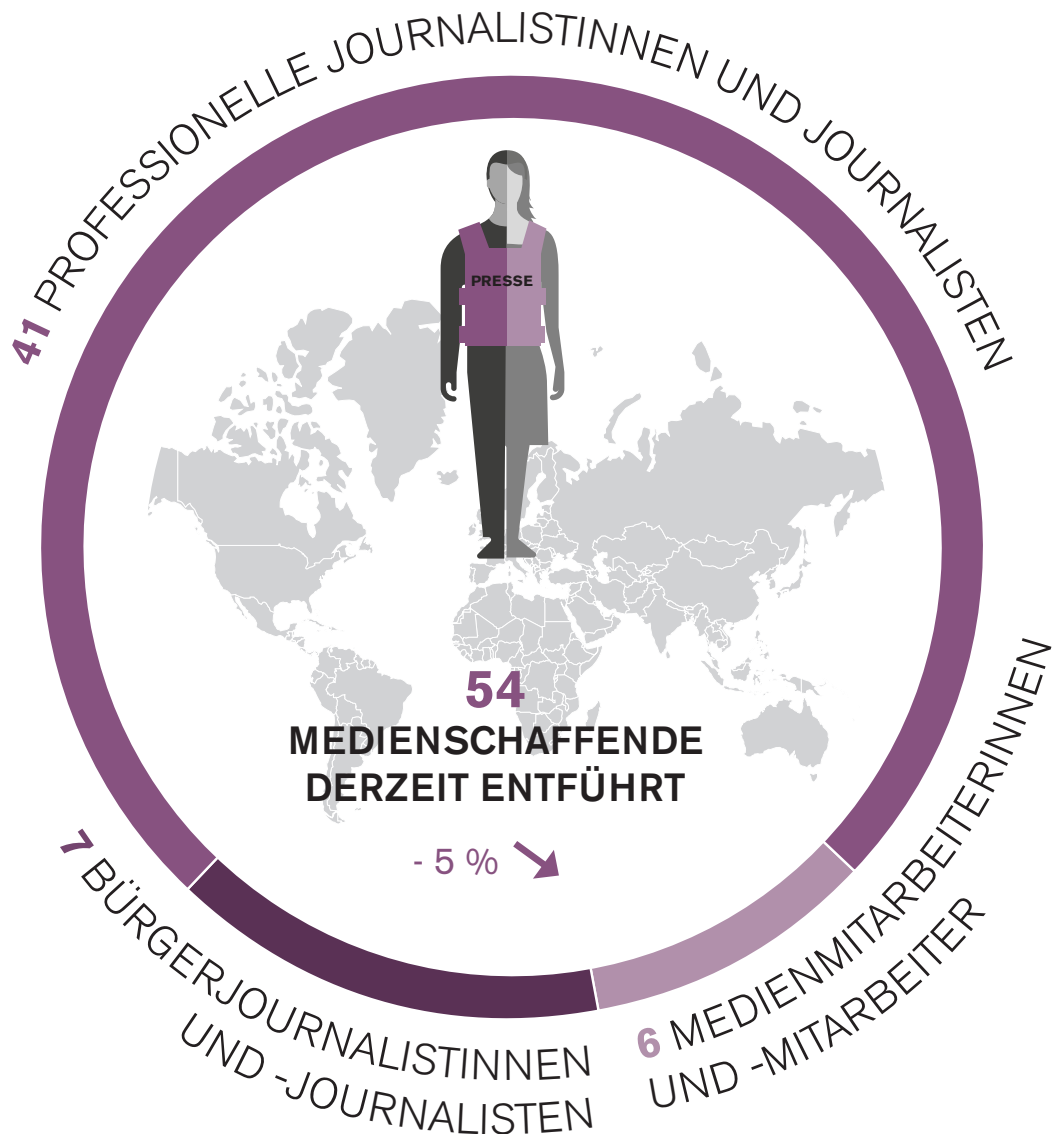 41 PROFESSIONELLE JOURNALISTINNEN UND JOURNALISTEN
PRESSE
54
MEDIENSCHAFFENDE
DERZEIT ENTFÜHRT
- 5 %
7 BÜRGERJOURNALISTINNEN
UND -JOURNALISTEN
6 MEDIENMITARBEITERINNEN
UND -MITARBEITER